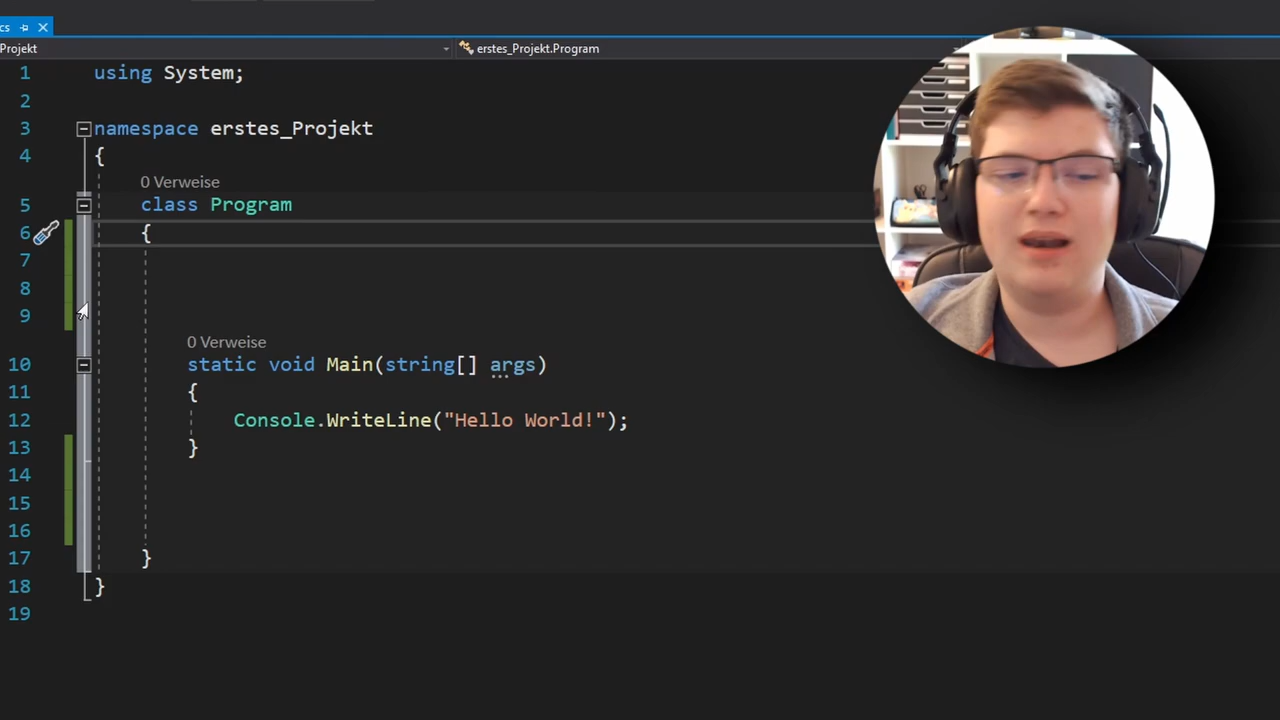 cs
Projekt
erstes_Projekt.Program
1 using System;
2
3 namespace erstes_Projekt
4 {
0 Verweise
5 class Program
6 {
7
8
9
0 Verweise
10 static void Main(string[] args)
11 {
12 Console.WriteLine("Hello World!");
13 }
14
15
16
17 }
18 }
19